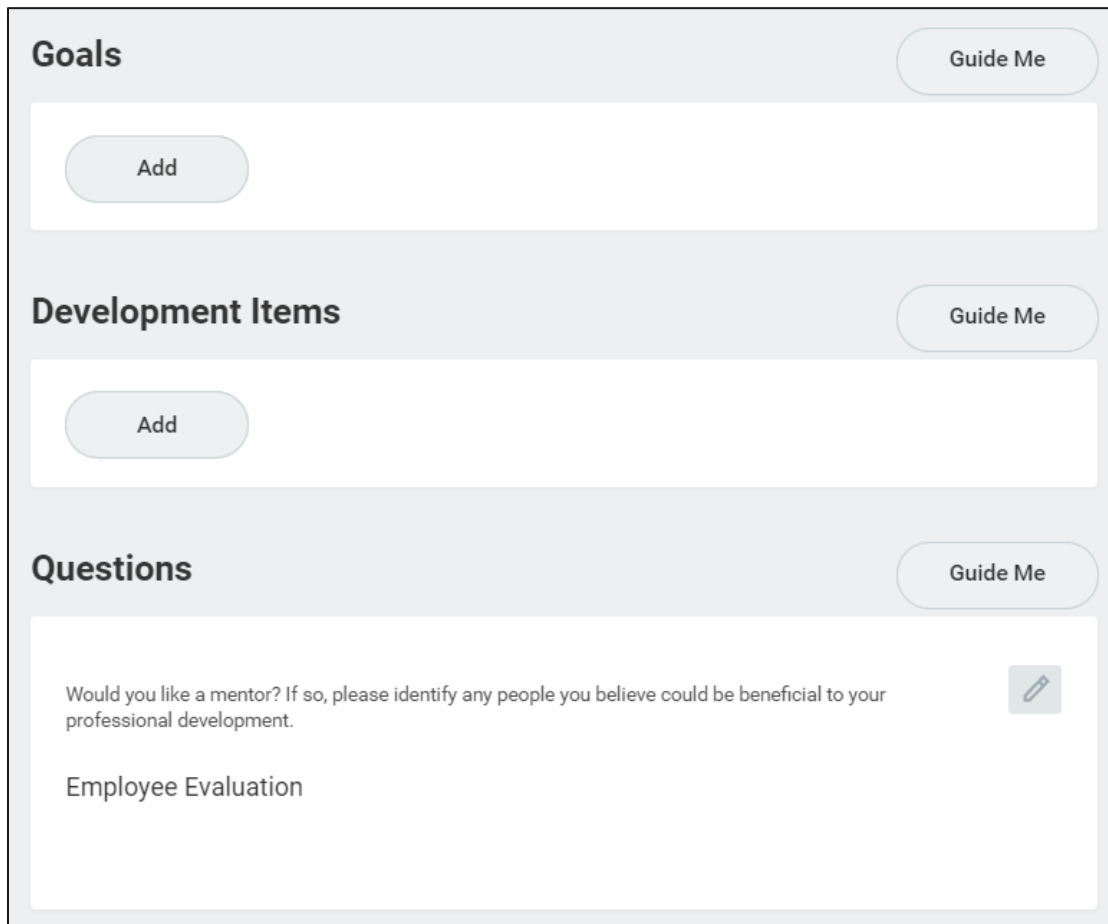 Goals
Guide Me
Add
Development Items
Guide Me
Add
Questions
Guide Me
Would you like a mentor? If so, please identify any people you believe could be beneficial to your
professional development.
Employee Evaluation